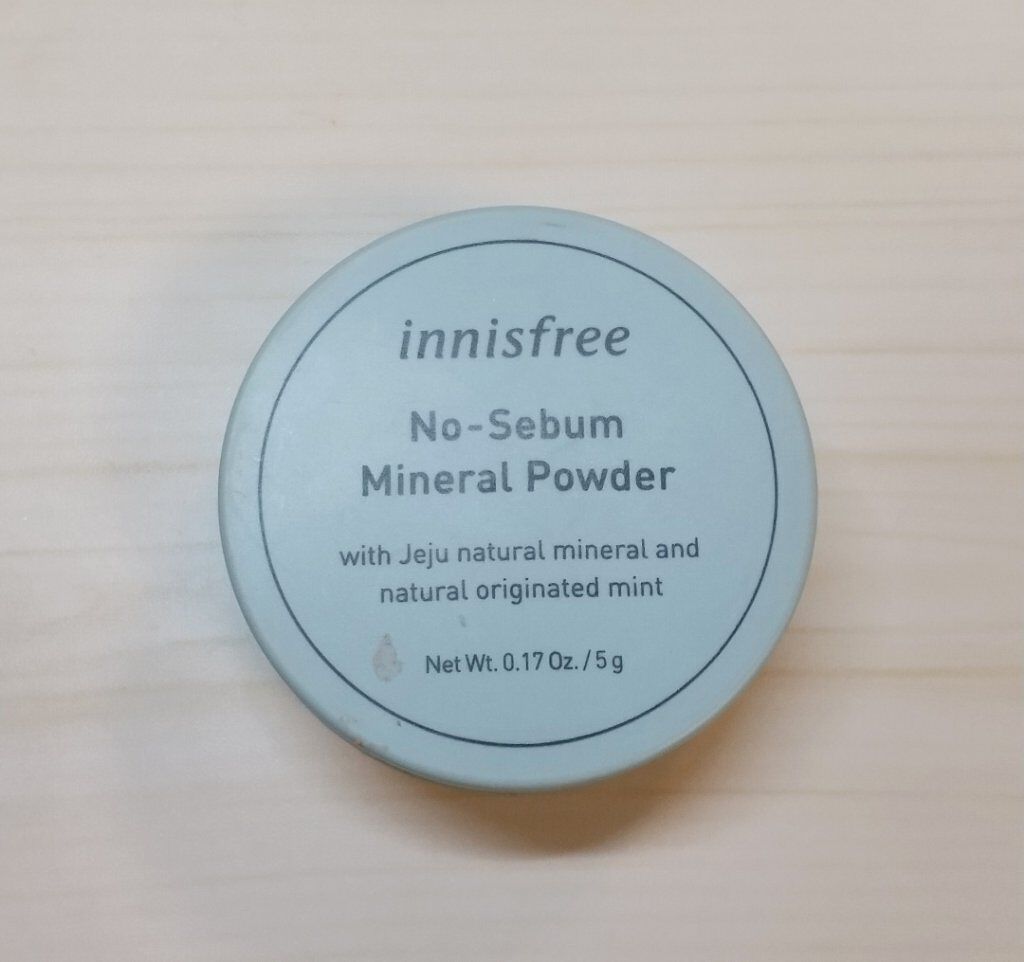 innisfree
No-Sebum
Mineral Powder
with Jeju natural mineral and
natural originated mint
Net Wt. 0.17 Oz. / 5 g